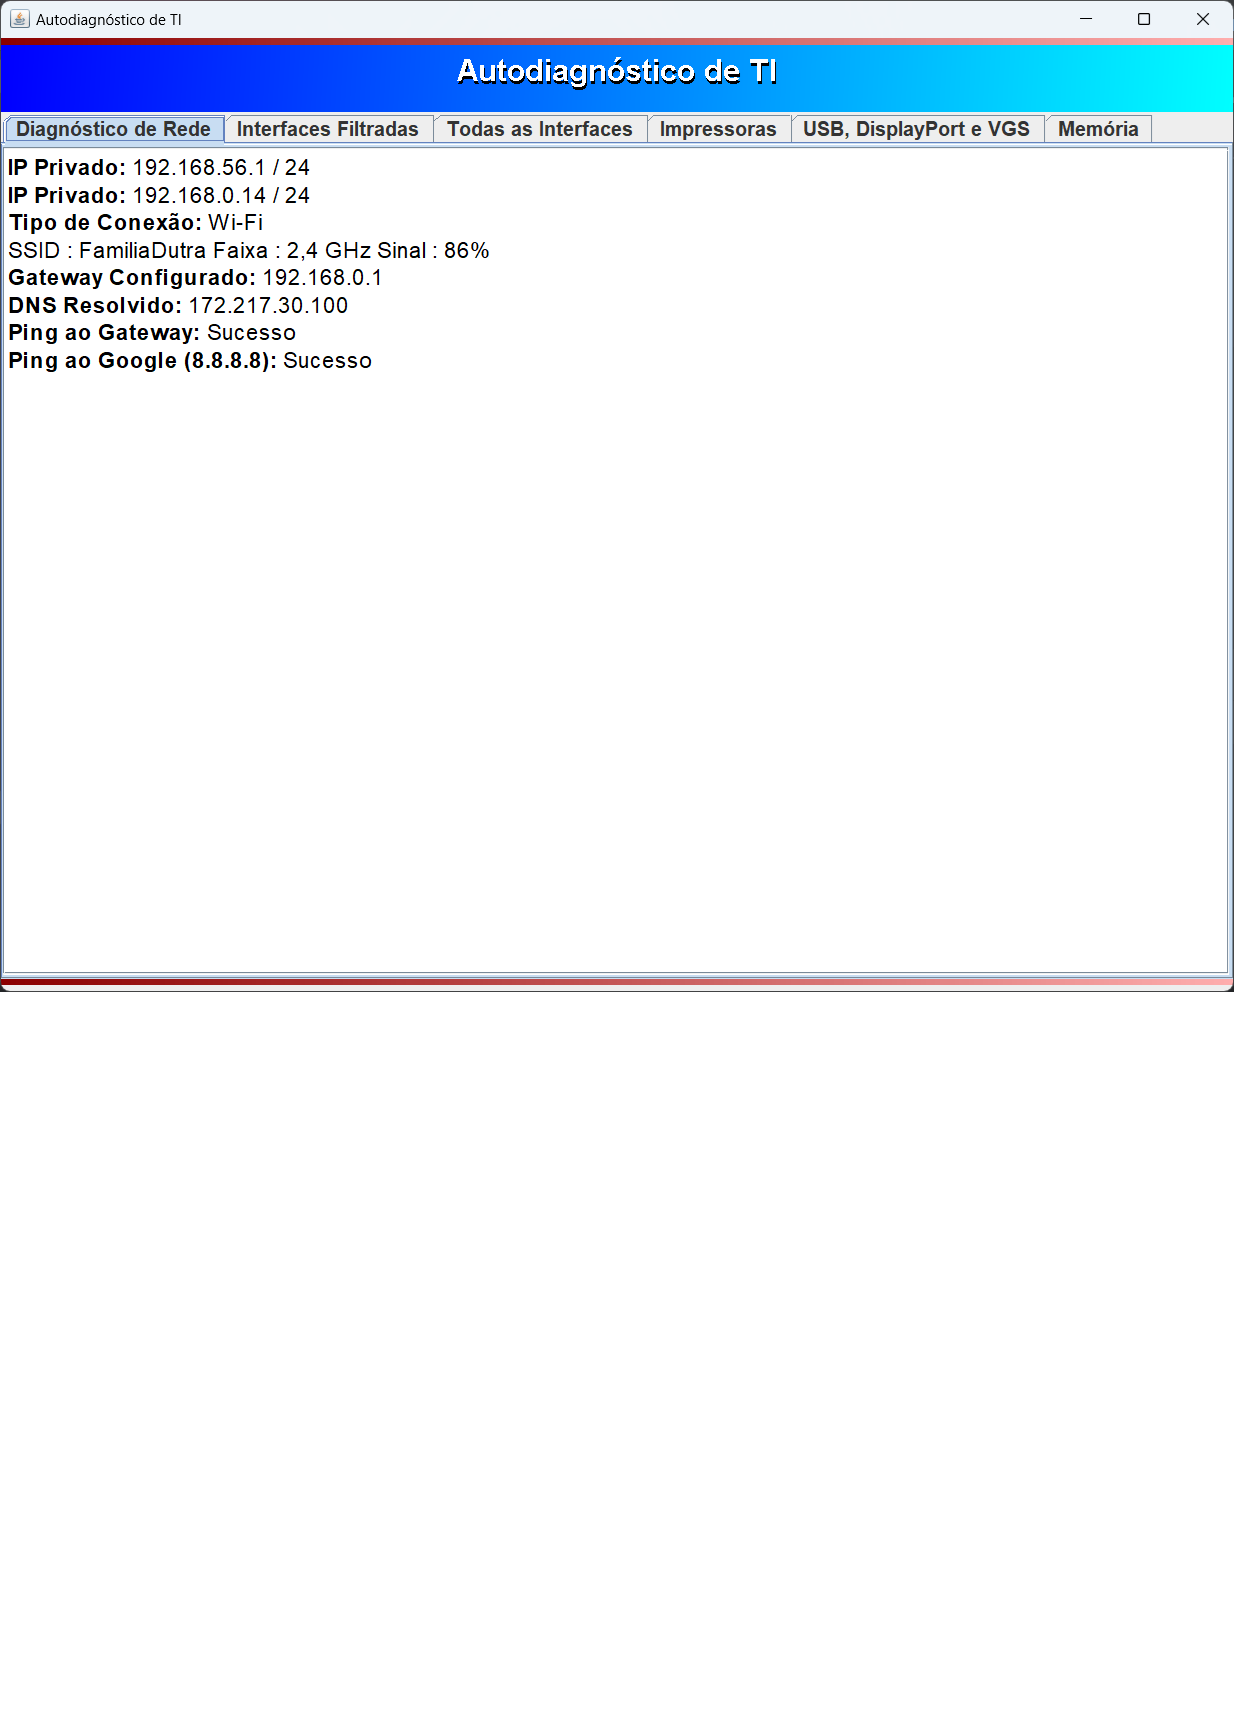 Autodiagnóstico de TI
Autodiagnóstico de TI
Diagnóstico de Rede Interfaces Filtradas Todas as Interfaces Impressoras USB, DisplayPort e VGS Memória
IP Privado: 192.168.56.1 / 24
IP Privado: 192.168.0.14 / 24
Tipo de Conexão: Wi-Fi
SSID : FamiliaDutra Faixa : 2,4 GHz Sinal : 86%
Gateway Configurado: 192.168.0.1
DNS Resolvido: 172.217.30.100
Ping ao Gateway: Sucesso
Ping ao Google (8.8.8.8): Sucesso